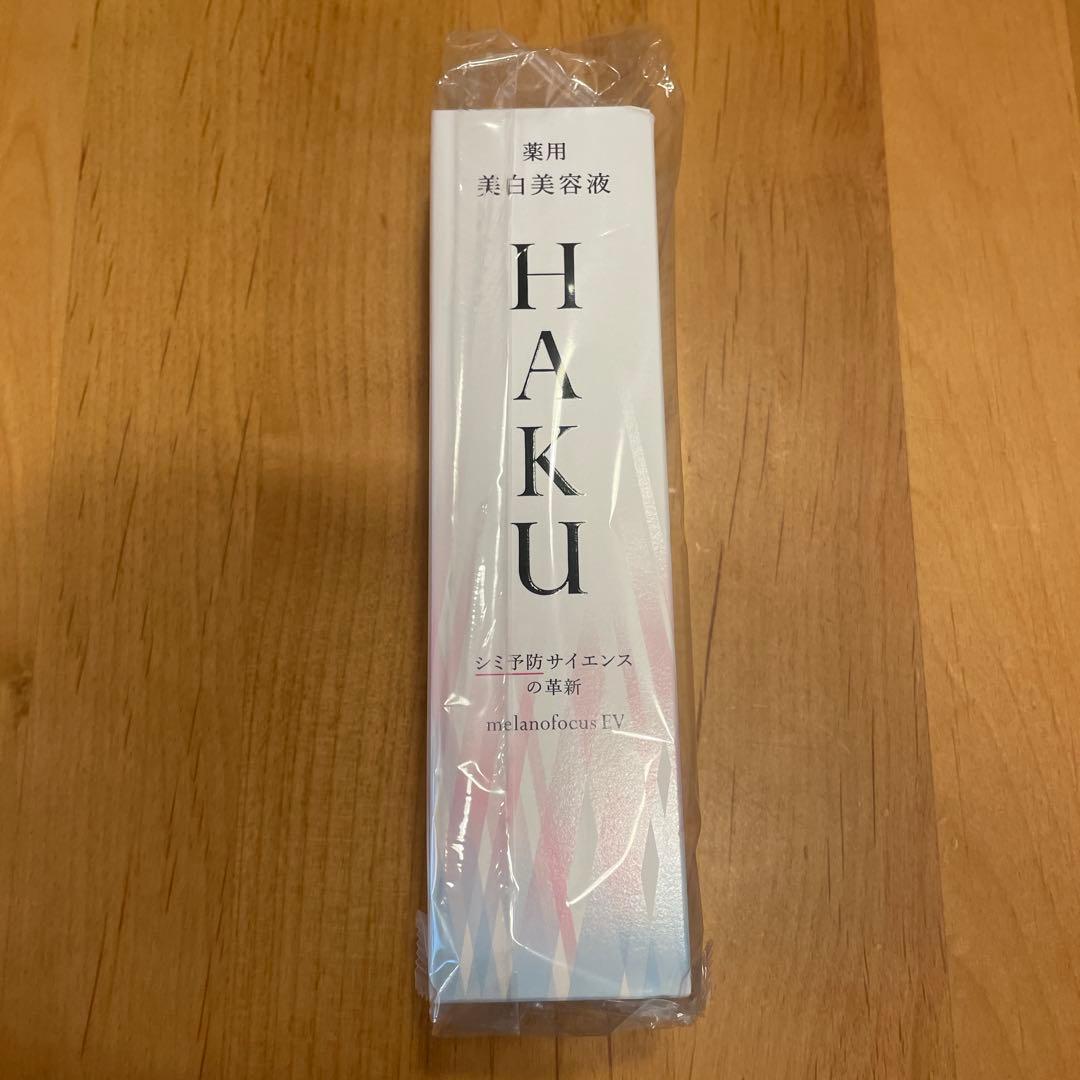 薬用
美白美容液
HAKU
シミ予防サイエンス
の革新
melanofocus EV